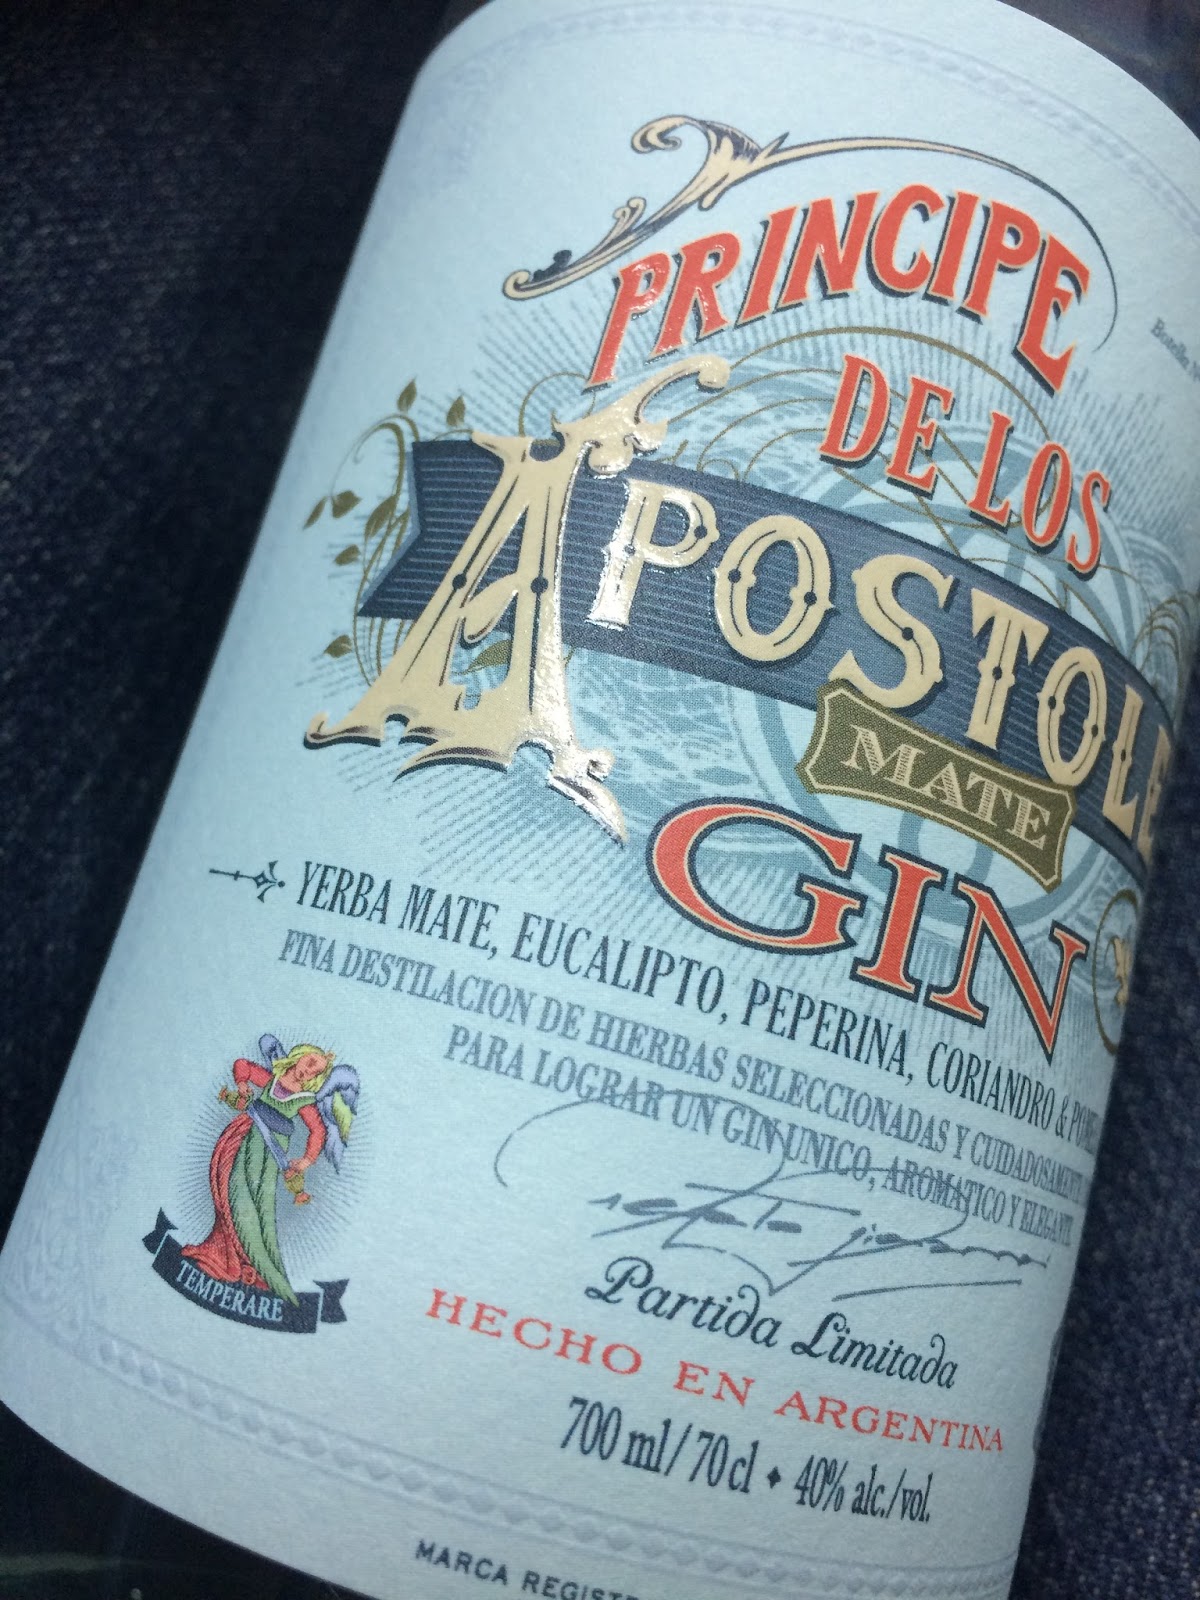 PRINCIPE
DE LOS
APOSTOLE
MATE
GIN
YERBA MATE, EUCALIPTO, PEPERINA, CORIANDRO &
FINA DESTILACION DE HIERBAS SELECCIONADAS Y CUIDADOSAMENTE
PARA LOGRAR UN GIN UNICO, AROMATICO Y ELEGANTE.
TEMPERARE
Partida Limitada
HECHO EN ARGENTINA
700 ml / 70 cl ♦ 40% alc./vol.
MARCA